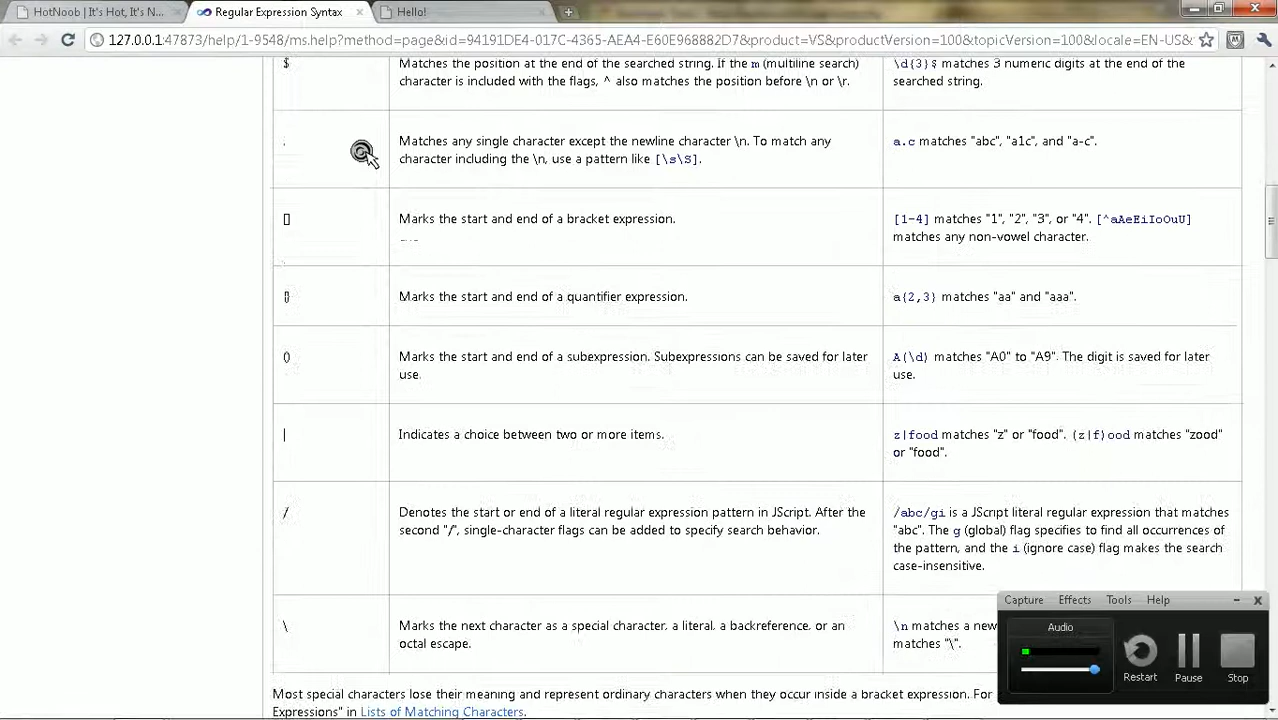 HotNoob | It's Hot, It's N...
Regular Expression Syntax
Hello!
127.0.0.1:47873/help/1-9548/ms.help?method=page&id=94191DE4-017C-4365-AEA4-E60E968882D7&product=VS&productVersion=100&topicVersion=100&locale=EN-US&
$
Matches the position at the end of the searched string. If the m (multiline search)
character is included with the flags, ^ also matches the position before \n or \r.
\d{3}$ matches 3 numeric digits at the end of the
searched string.
.
Matches any single character except the newline character \n. To match any
character including the \n, use a pattern like [\s\S].
a.c matches "abc", "a1c", and "a-c".
[]
Marks the start and end of a bracket expression.
[1-4] matches "1", "2", "3", or "4". [^aAeEiIoOuU]
matches any non-vowel character.
{}
Marks the start and end of a quantifier expression.
a{2,3} matches "aa" and "aaa".
()
Marks the start and end of a subexpression. Subexpressions can be saved for later
use.
A(\d) matches "A0" to "A9". The digit is saved for later
use.
|
Indicates a choice between two or more items.
z|food matches "z" or "food". (z|f)ood matches "zood"
or "food".
/
Denotes the start or end of a literal regular expression pattern in JScript. After the
second "/", single-character flags can be added to specify search behavior.
/abc/gi is a JScript literal regular expression that matches
"abc". The g (global) flag specifies to find all occurrences of
the pattern, and the i (ignore case) flag makes the search
case-insensitive.
\
Marks the next character as a special character, a literal, a backreference, or an
octal escape.
\n matches a new
matches "\".
Most special characters lose their meaning and represent ordinary characters when they occur inside a bracket expression. For
Expressions" in Lists of Matching Characters.
Capture Effects Tools Help
Audio
Restart
Pause
Stop